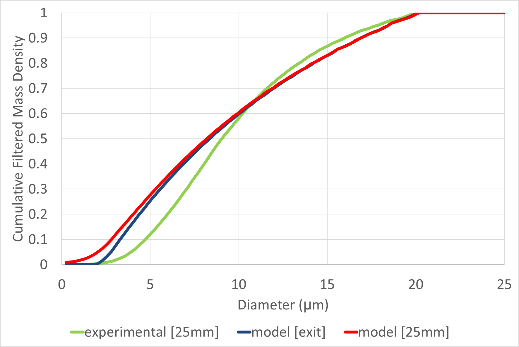 1
0.9
0.8
0.7
0.6
0.5
0.4
0.3
0.2
0.1
0
Cumulative Filtered Mass Density
0 5 10 15 20 25
Diameter (μm)
experimental [25mm] model [exit] model [25mm]